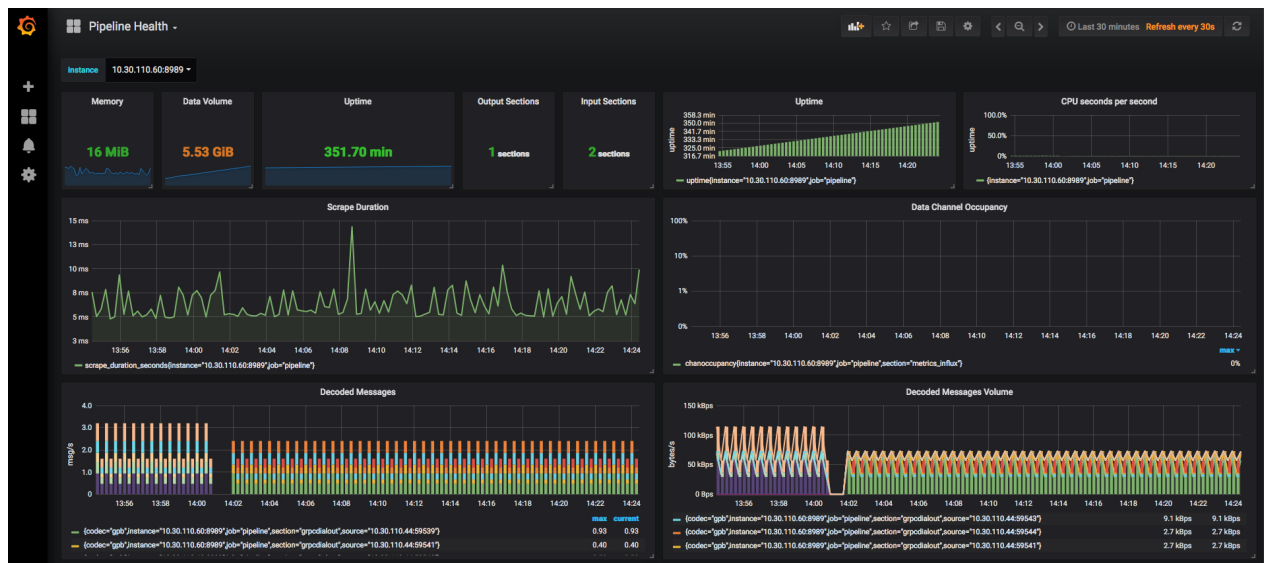 Pipeline Health
Last 30 minutes Refresh every 30s
Instance 10.30.110.60:8989
Memory
16 MiB
Data Volume
5.53 GiB
Uptime
351.70 min
Output Sections
1 sections
Input Sections
2 sections
Uptime
uptime
358.3 min
350.0 min
341.7 min
333.3 min
325.0 min
316.7 min
13:55 14:00 14:05 14:10 14:15 14:20
uptime{instance="10.30.110.60:8989",job="pipeline"}
CPU seconds per second
uptime
100.0%
50.0%
0%
13:55 14:00 14:05 14:10 14:15 14:20
{instance="10.30.110.60:8989",job="pipeline"}
Scrape Duration
15 ms
13 ms
10 ms
8 ms
5 ms
3 ms
13:56 13:58 14:00 14:02 14:04 14:06 14:08 14:10 14:12 14:14 14:16 14:18 14:20 14:22 14:24
scrape_duration_seconds{instance="10.30.110.60:8989",job="pipeline"}
Data Channel Occupancy
100%
10%
1%
0%
13:56 13:58 14:00 14:02 14:04 14:06 14:08 14:10 14:12 14:14 14:16 14:18 14:20 14:22 14:24
max
chanoccupancy{instance="10.30.110.60:8989",job="pipeline",section="metrics_influx"} 0%
Decoded Messages
msg/s
4.0
3.0
2.0
1.0
0
13:56 13:58 14:00 14:02 14:04 14:06 14:08 14:10 14:12 14:14 14:16 14:18 14:20 14:22 14:24
max current
{codec="gpb",instance="10.30.110.60:8989",job="pipeline",section="grpcdialout",source="10.30.110.44:59539"} 0.93 0.93
{codec="gpb",instance="10.30.110.60:8989",job="pipeline",section="grpcdialout",source="10.30.110.44:59541"} 0.40 0.40
Decoded Messages Volume
bytes/s
150 kBps
100 kBps
50 kBps
0 Bps
13:56 13:58 14:00 14:02 14:04 14:06 14:08 14:10 14:12 14:14 14:16 14:18 14:20 14:22 14:24
{codec="gpb",instance="10.30.110.60:8989",job="pipeline",section="grpcdialout",source="10.30.110.44:59543"} 9.1 kBps 9.1 kBps
{codec="gpb",instance="10.30.110.60:8989",job="pipeline",section="grpcdialout",source="10.30.110.44:59544"} 2.7 kBps 2.7 kBps
{codec="gpb",instance="10.30.110.60:8989",job="pipeline",section="grpcdialout",source="10.30.110.44:59541"} 2.7 kBps 2.7 kBps